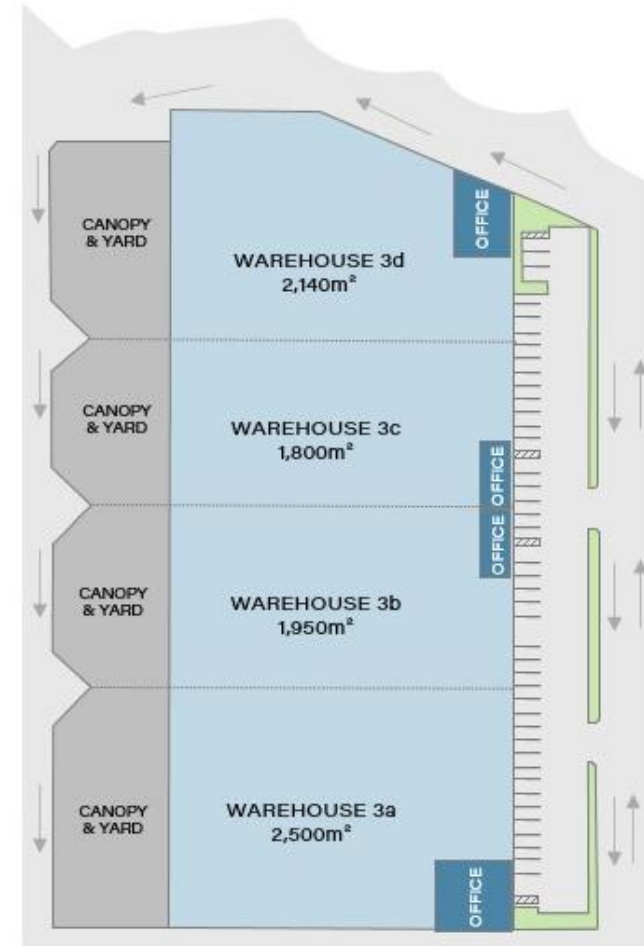 OFFICE
CANOPY
& YARD
WAREHOUSE 3d
2,140m²
CANOPY
& YARD
WAREHOUSE 3c
1,800m²
OFFICE
OFFICE
CANOPY
& YARD
WAREHOUSE 3b
1,950m²
CANOPY
& YARD
WAREHOUSE 3a
2,500m²
OFFICE